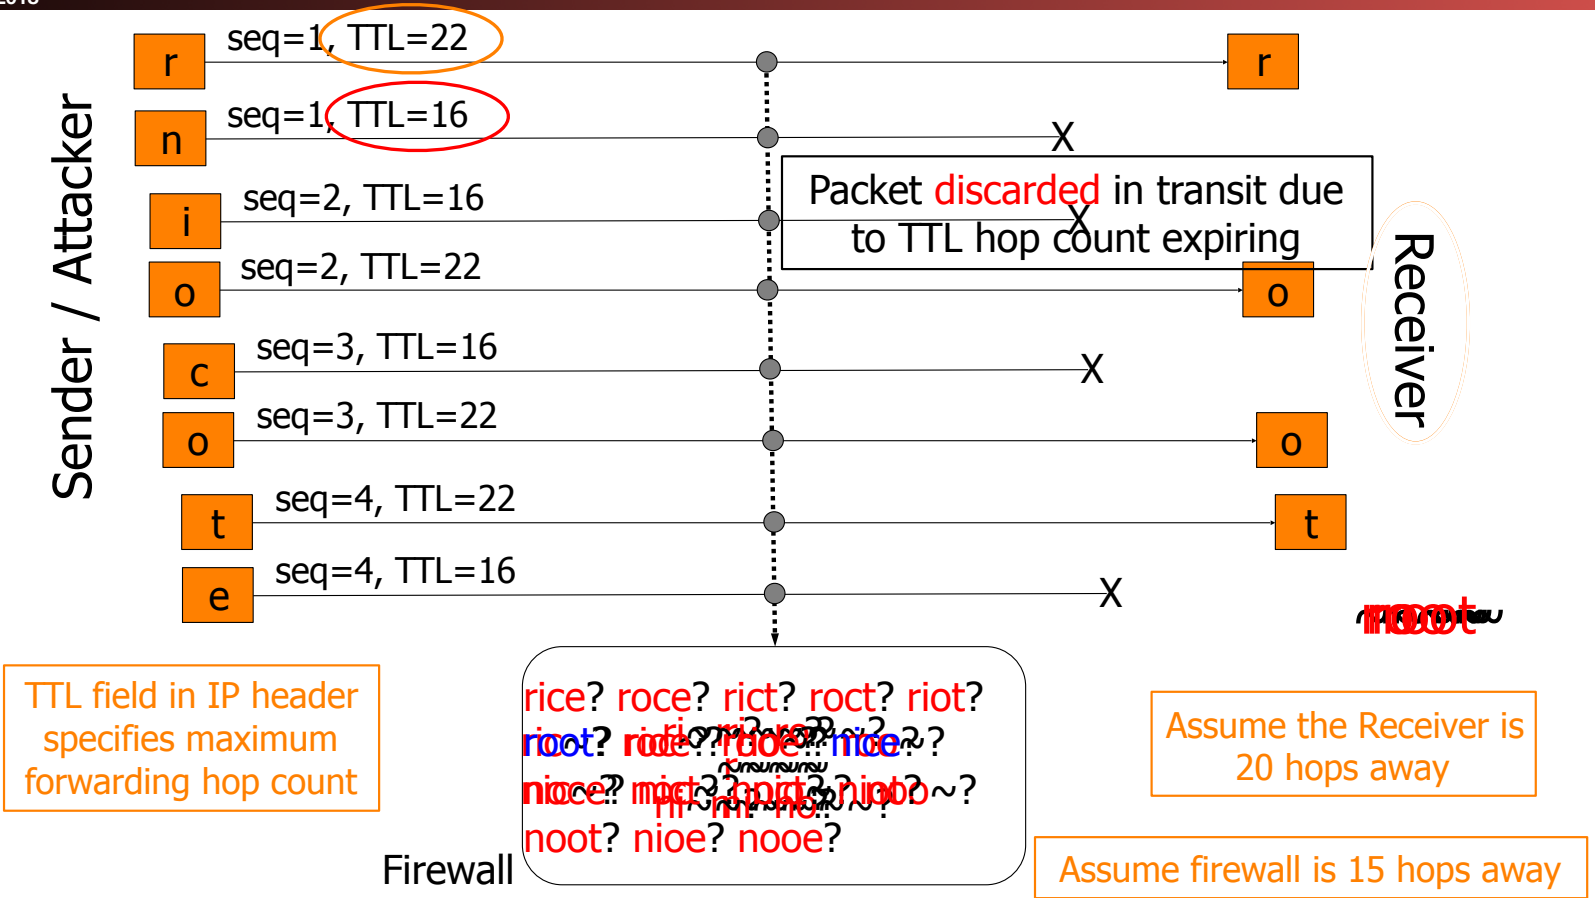 r
seq=1, TTL=22
r
n
seq=1, TTL=16
X
Packet discarded in transit due
to TTL hop count expiring
i
seq=2, TTL=16
X
o
seq=2, TTL=22
o
c
seq=3, TTL=16
X
o
seq=3, TTL=22
o
t
seq=4, TTL=22
t
e
seq=4, TTL=16
X
Sender / Attacker
Receiver
TTL field in IP header
specifies maximum
forwarding hop count
rice? roce? rict? roct? riot?
root? nice?
noot? nioe? nooe?
Firewall
root
Assume the Receiver is
20 hops away
Assume firewall is 15 hops away